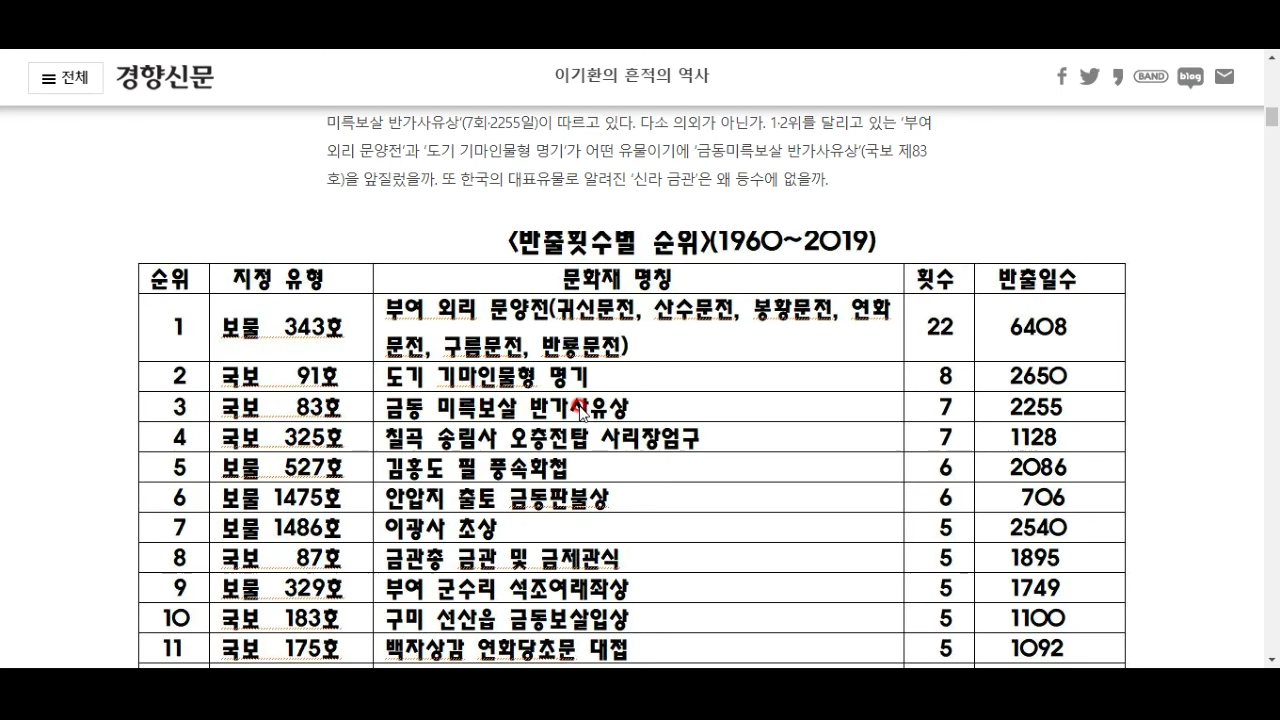 전체
경향신문
이기환의 흔적의 역사
BAND
blog
미륵보살 반가사유상'(7회·2255일)이 따르고 있다. 다소 의외가 아닌가. 1·2위를 달리고 있는 '부여
외리 문양전'과 '도기 기마인물형 명기'가 어떤 유물이기에 '금동미륵보살 반가사유상'(국보 제83
호)을 앞질렀을까. 또 한국의 대표유물로 알려진 '신라 금관'은 왜 등수에 없을까.
<반출횟수별 순위>(1960~2019)
순위 지정 유형 문화재 명칭 횟수 반출일수
1 보물 343호 부여 외리 문양전(귀신문전, 산수문전, 봉황문전, 연화 22 6408
문전, 구름문전, 반룡문전)
2 국보 91호 도기 기마인물형 명기 8 2650
3 국보 83호 금동 미륵보살 반가사유상 7 2255
4 국보 325호 칠곡 송림사 오층전탑 사리장엄구 7 1128
5 보물 527호 김홍도 필 풍속화첩 6 2086
6 보물 1475호 안압지 출토 금동판불상 6 706
7 보물 1486호 이광사 초상 5 2540
8 국보 87호 금관총 금관 및 금제관식 5 1895
9 보물 329호 부여 군수리 석조여래좌상 5 1749
10 국보 183호 구미 선산읍 금동보살입상 5 1100
11 국보 175호 백자상감 연화당초문 대접 5 1092